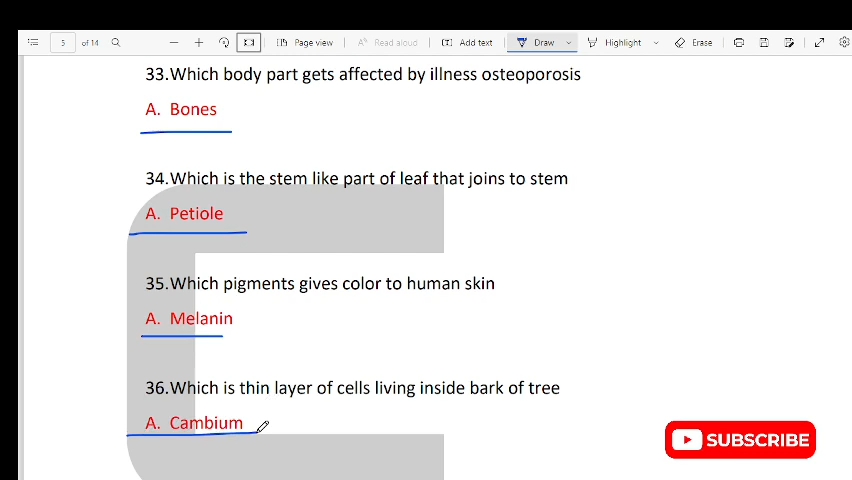 5 of 14 Page view Read aloud Add text Draw Highlight Erase
33.Which body part gets affected by illness osteoporosis
A. Bones
34.Which is the stem like part of leaf that joins to stem
A. Petiole
35.Which pigments gives color to human skin
A. Melanin
36.Which is thin layer of cells living inside bark of tree
A. Cambium
SUBSCRIBE